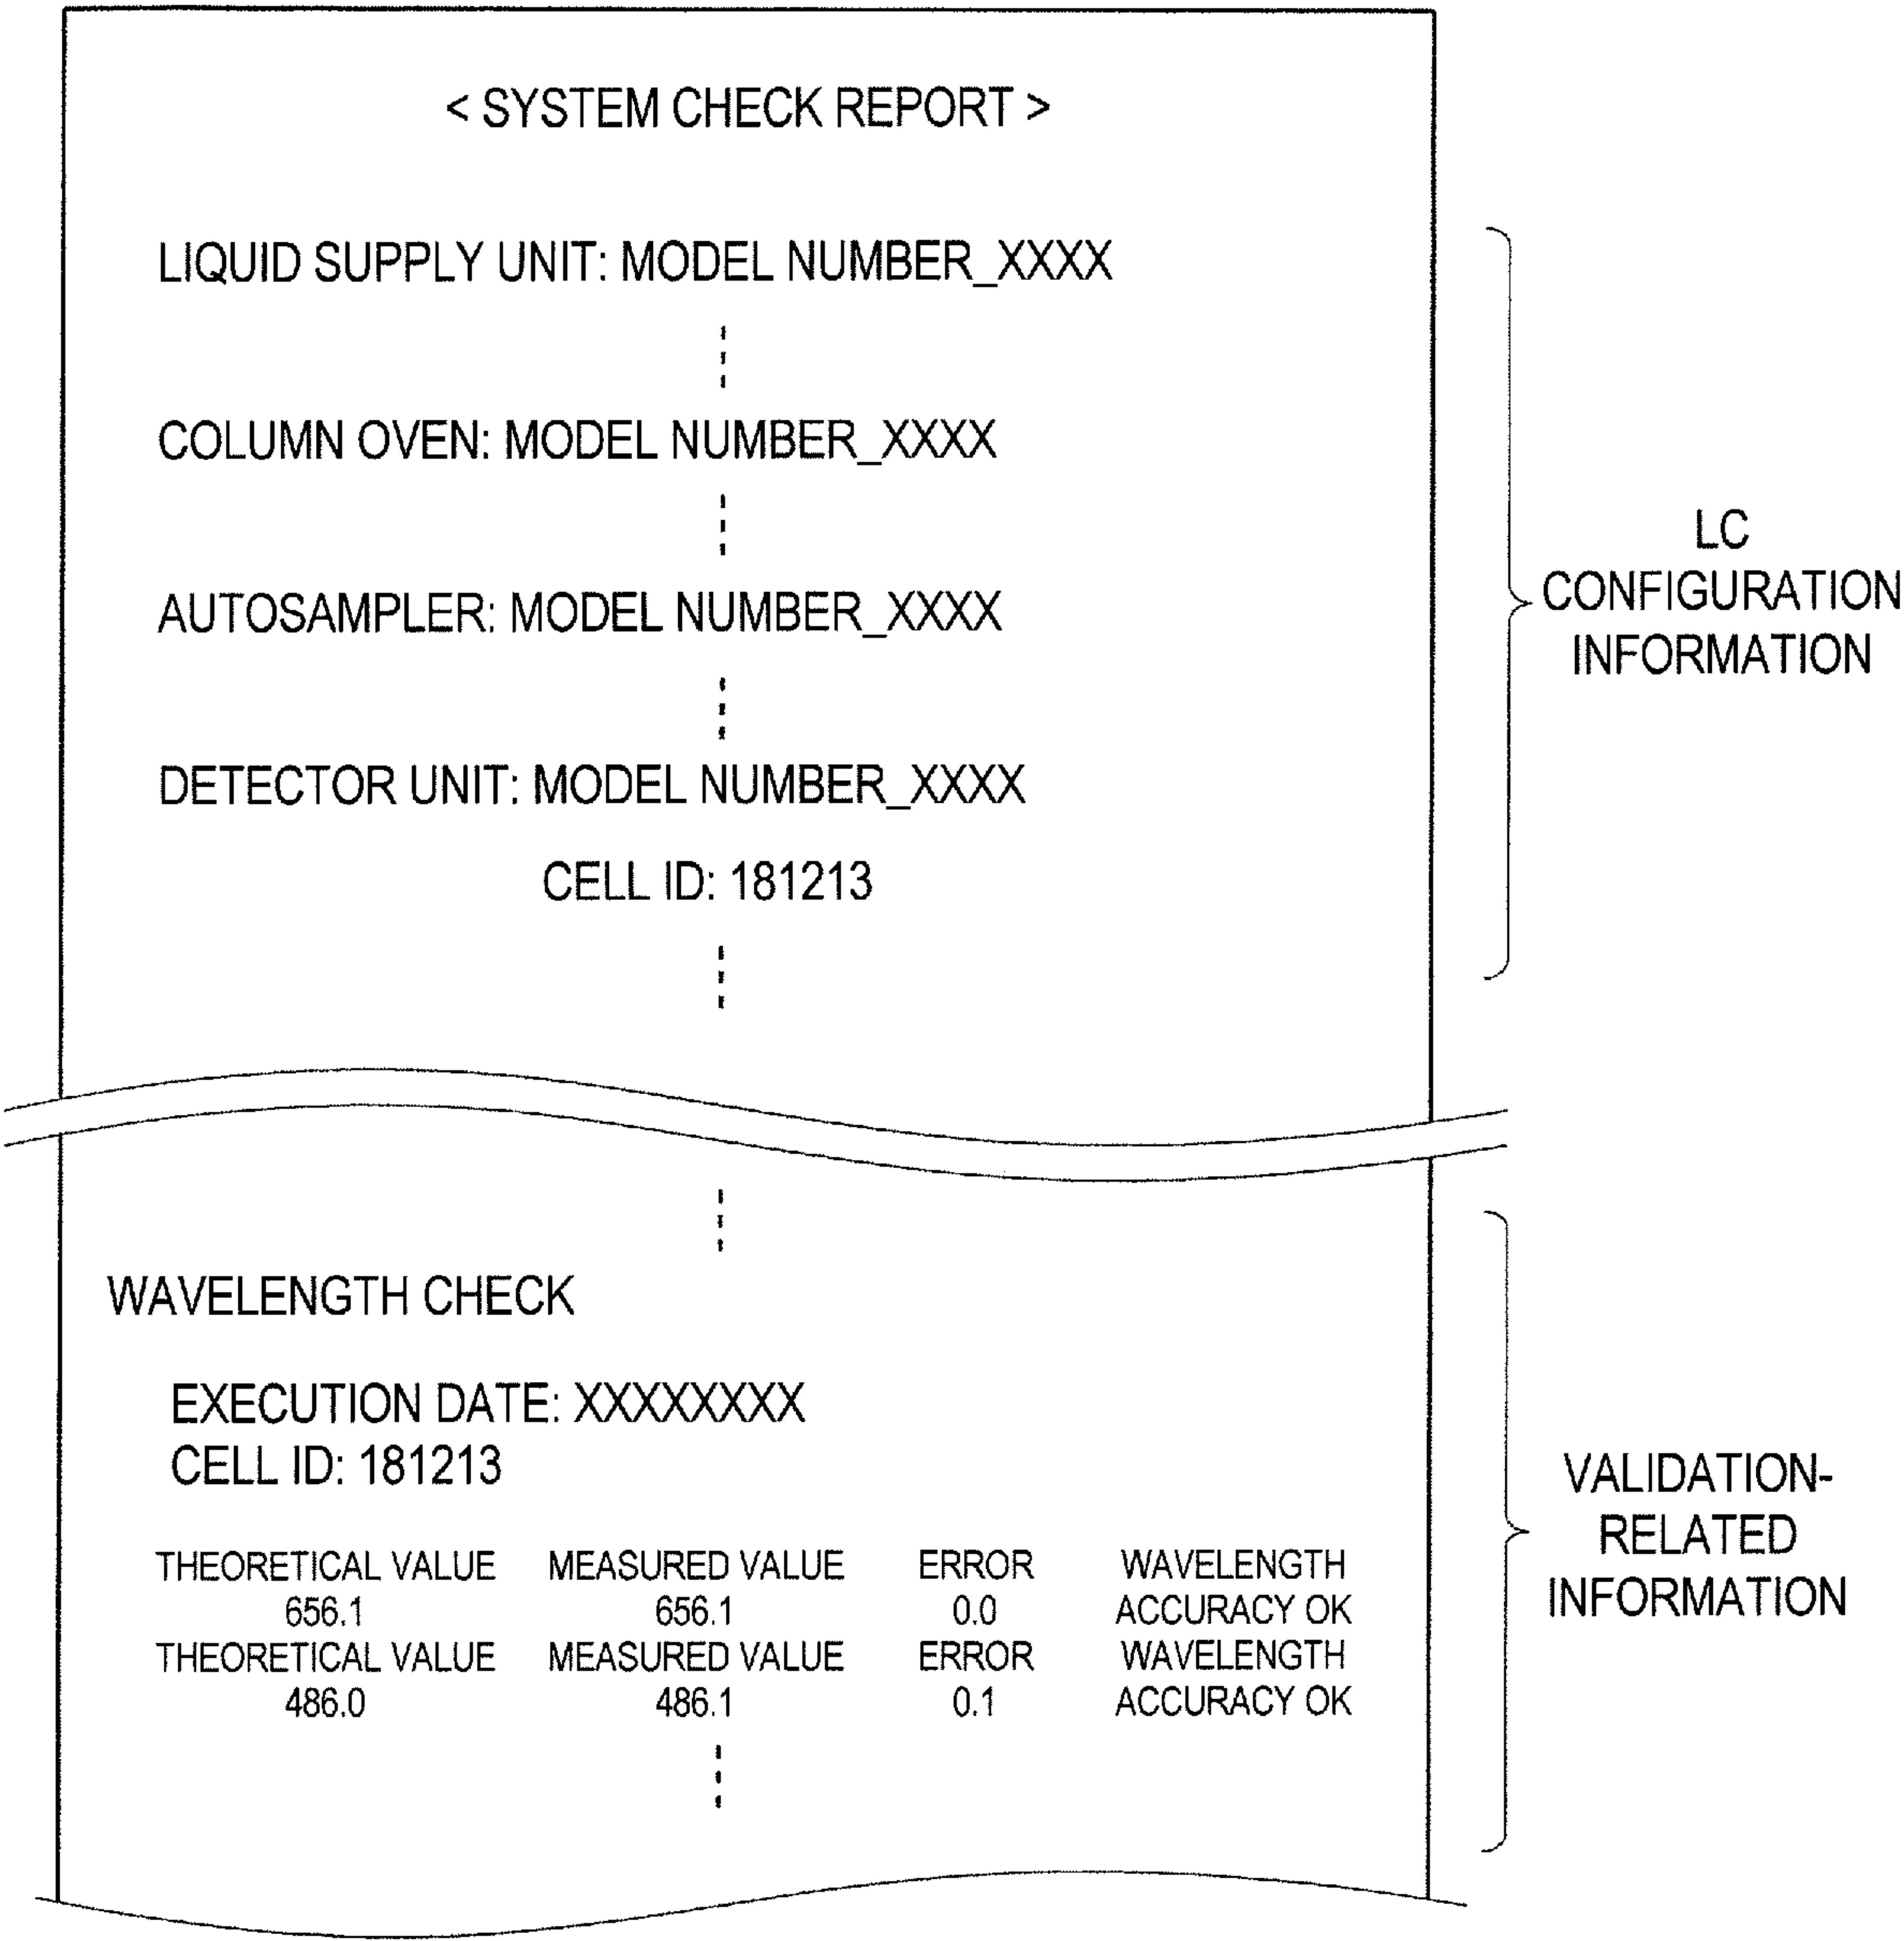 < SYSTEM CHECK REPORT >
LIQUID SUPPLY UNIT: MODEL NUMBER_XXXX
COLUMN OVEN: MODEL NUMBER_XXXX
AUTOSAMPLER: MODEL NUMBER_XXXX
DETECTOR UNIT: MODEL NUMBER_XXXX
CELL ID: 181213
LC
CONFIGURATION
INFORMATION
WAVELENGTH CHECK
EXECUTION DATE: XXXXXXXX
CELL ID: 181213
THEORETICAL VALUE MEASURED VALUE ERROR WAVELENGTH
656.1 656.1 0.0 ACCURACY OK
THEORETICAL VALUE MEASURED VALUE ERROR WAVELENGTH
486.0 486.1 0.1 ACCURACY OK
VALIDATION-
RELATED
INFORMATION